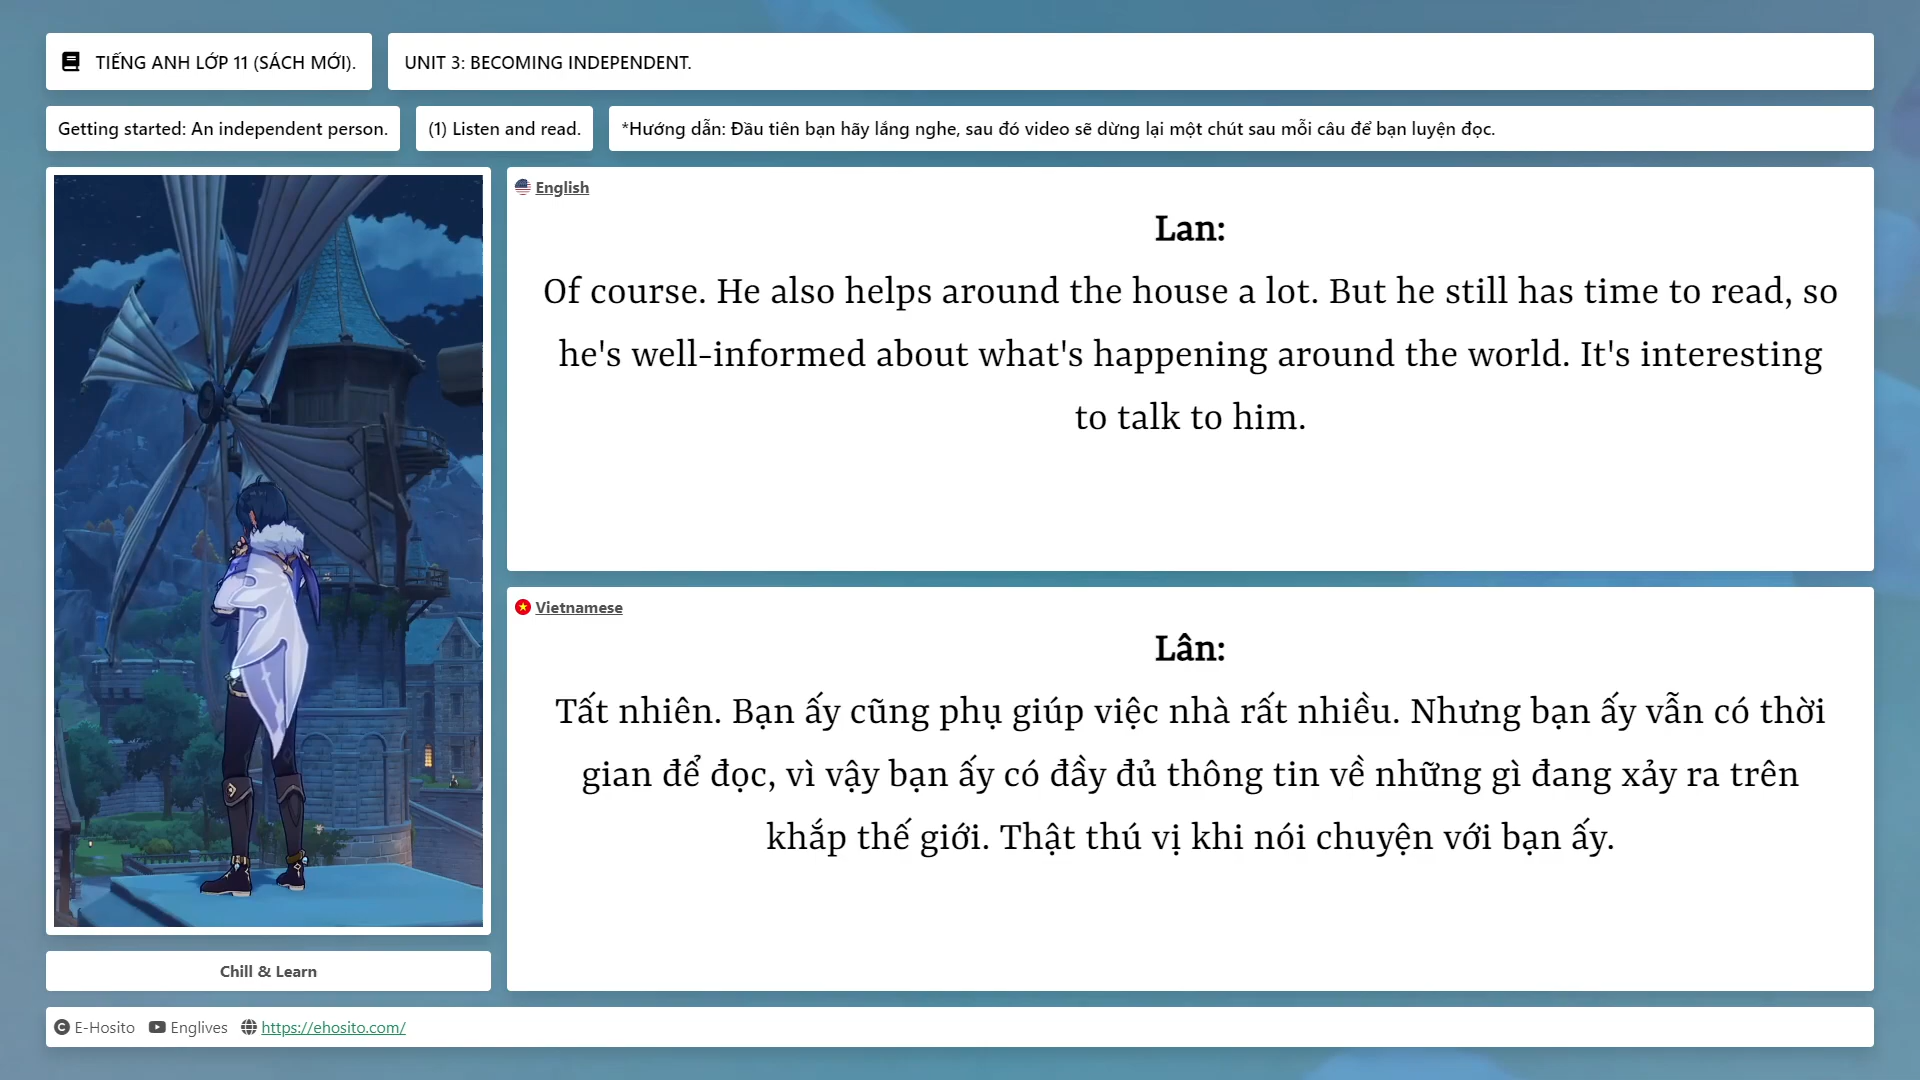 TIẾNG ANH LỚP 11 (SÁCH MỚI).
UNIT 3: BECOMING INDEPENDENT.
Getting started: An independent person.
(1) Listen and read.
*Hướng dẫn: Đầu tiên bạn hãy lắng nghe, sau đó video sẽ dừng lại một chút sau mỗi câu để bạn luyện đọc.
English
Lan:
Of course. He also helps around the house a lot. But he still has time to read, so
he's well-informed about what's happening around the world. It's interesting
to talk to him.
Vietnamese
Lân:
Tất nhiên. Bạn ấy cũng phụ giúp việc nhà rất nhiều. Nhưng bạn ấy vẫn có thời
gian để đọc, vì vậy bạn ấy có đầy đủ thông tin về những gì đang xảy ra trên
khắp thế giới. Thật thú vị khi nói chuyện với bạn ấy.
Chill & Learn
E-Hosito Englives https://ehosito.com/